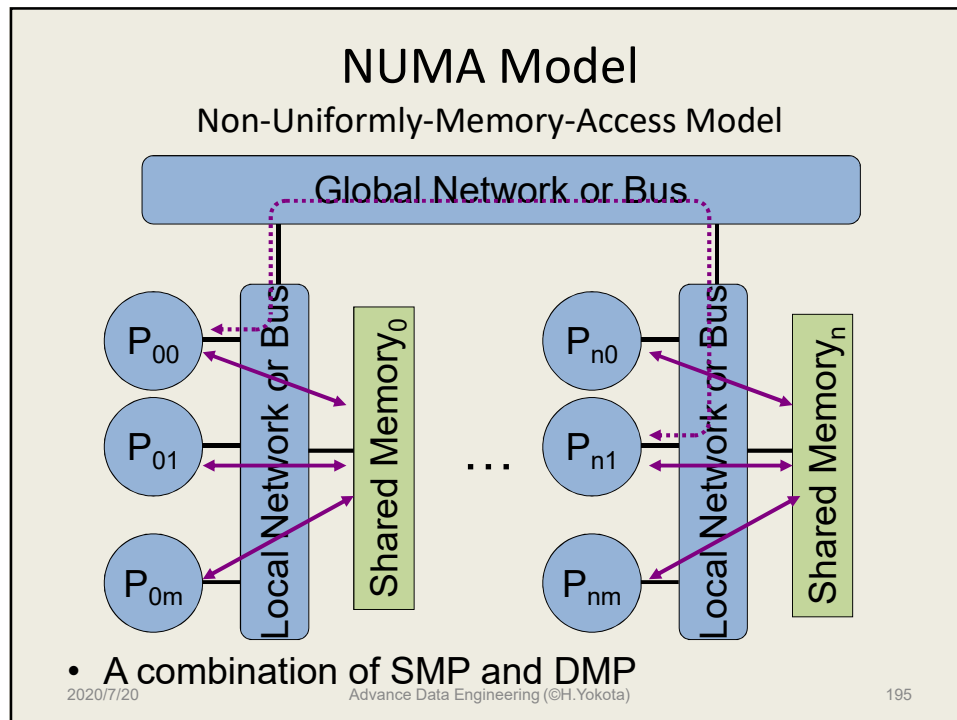 NUMA Model
Non-Uniformly-Memory-Access Model
Global Network or Bus
P00
P01
P0m
Local Network or Bus
Shared Memory0
…
Pn0
Pn1
Pnm
Local Network or Bus
Shared Memoryn
• A combination of SMP and DMP
2020/7/20
Advance Data Engineering (©H.Yokota)
195